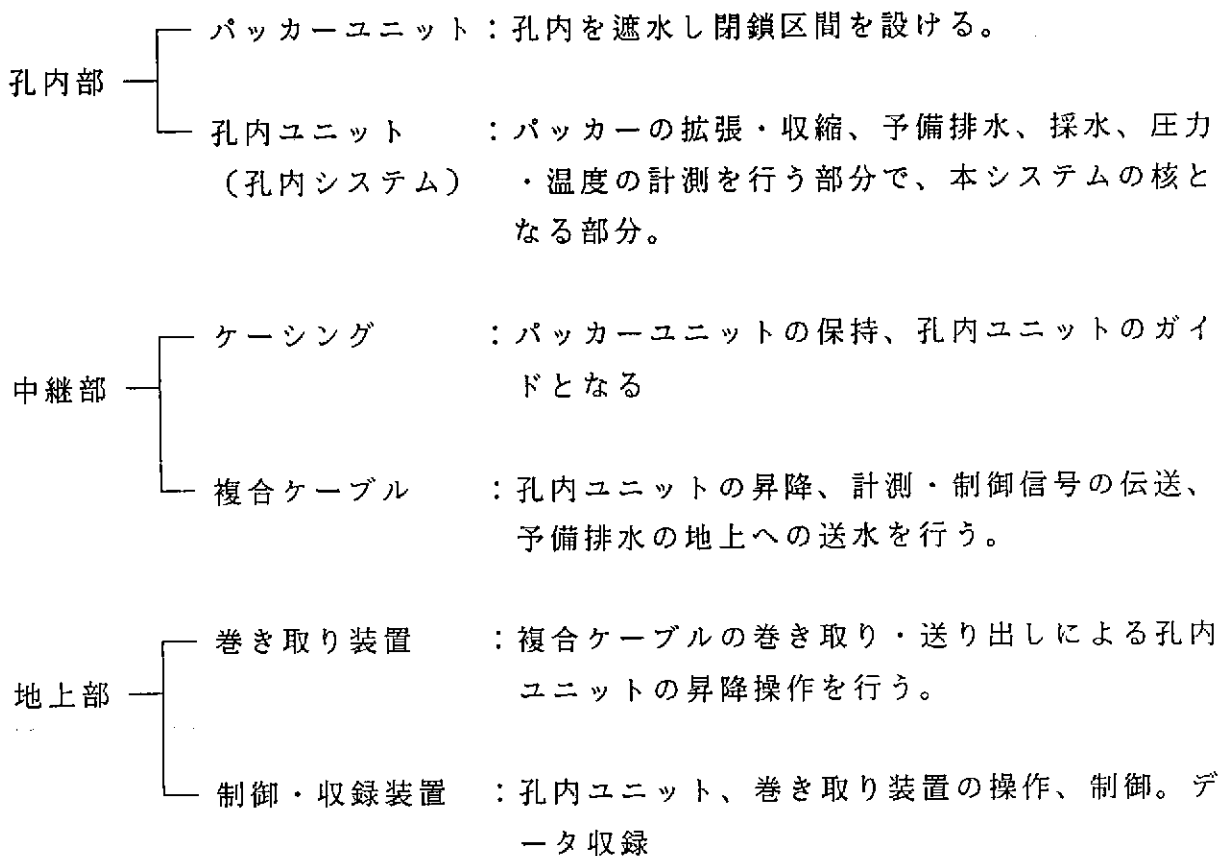 パッカーユニット：孔内を遮水し閉鎖区間を設ける。
孔内部
孔内ユニット　：パッカーの拡張・収縮、予備排水、採水、圧力
（孔内システム）　・温度の計測を行う部分で、本システムの核と
なる部分。
ケーシング　：パッカーユニットの保持、孔内ユニットのガイ
中継部　ドとなる
複合ケーブル　：孔内ユニットの昇降、計測・制御信号の伝送、
予備排水の地上への送水を行う。
巻き取り装置　：複合ケーブルの巻き取り・送り出しによる孔内
地上部　ユニットの昇降操作を行う。
制御・収録装置　：孔内ユニット、巻き取り装置の操作、制御。デ
ータ収録